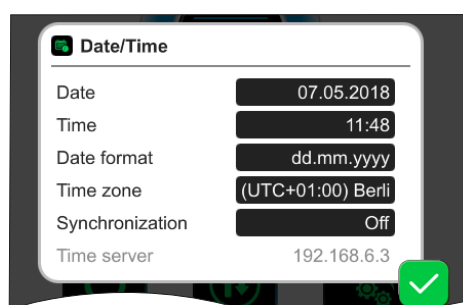 Date/Time
Date 07.05.2018
Time 11:48
Date format dd.mm.yyyy
Time zone (UTC+01:00) Berli
Synchronization Off
Time server 192.168.6.3